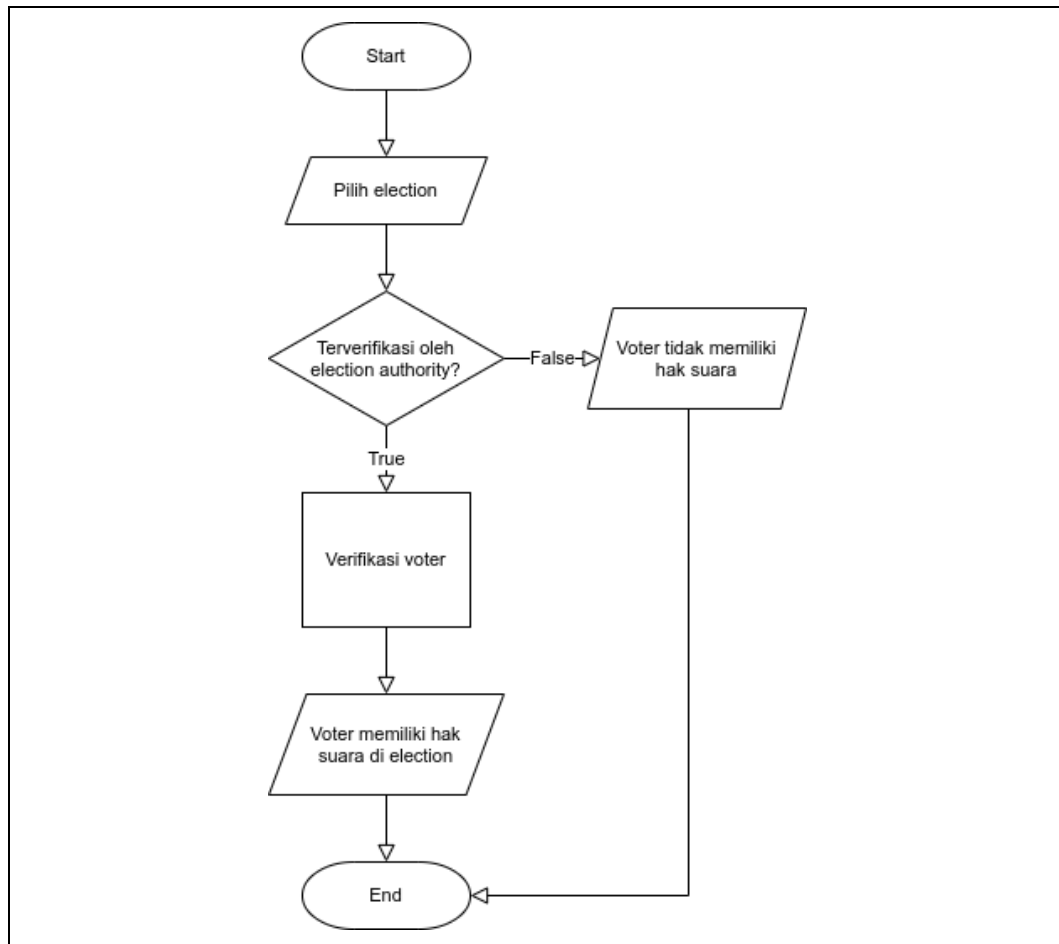 Start
Pilih election
Terverifikasi oleh
election authority?
False
Voter tidak memiliki
hak suara
True
Verifikasi voter
Voter memiliki hak
suara di election
End